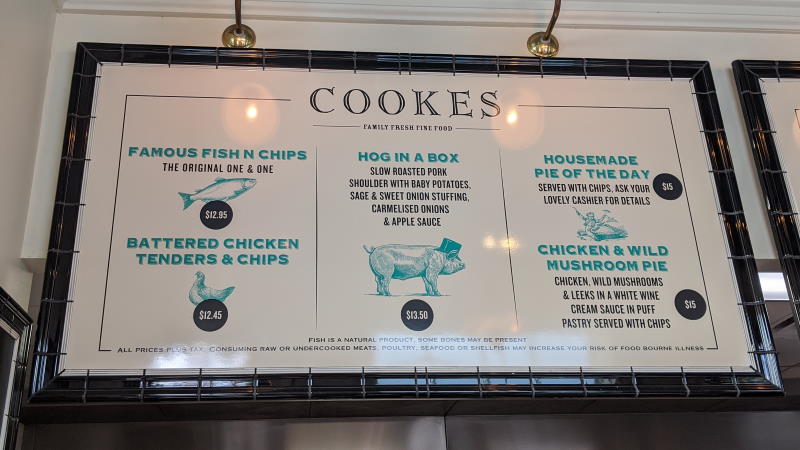 COOKES
FAMILY FRESH FINE FOOD
FAMOUS FISH N CHIPS
THE ORIGINAL ONE & ONE
$12.95
BATTERED CHICKEN
TENDERS & CHIPS
$12.45
HOG IN A BOX
SLOW ROASTED PORK
SHOULDER WITH BABY POTATOES,
SAGE & SWEET ONION STUFFING,
CARMELISED ONIONS
& APPLE SAUCE
$13.50
HOUSEMADE
PIE OF THE DAY
SERVED WITH CHIPS, ASK YOUR
LOVELY CASHIER FOR DETAILS
$15
CHICKEN & WILD
MUSHROOM PIE
CHICKEN, WILD MUSHROOMS
& LEEKS IN A WHITE WINE
CREAM SAUCE IN PUFF
PASTRY SERVED WITH CHIPS
$15
FISH IS A NATURAL PRODUCT, SOME BONES MAY BE PRESENT
ALL PRICES PLUS TAX. CONSUMING RAW OR UNDERCOOKED MEATS, POULTRY, SEAFOOD OR SHELLFISH MAY INCREASE YOUR RISK OF FOOD BOURNE ILLNESS